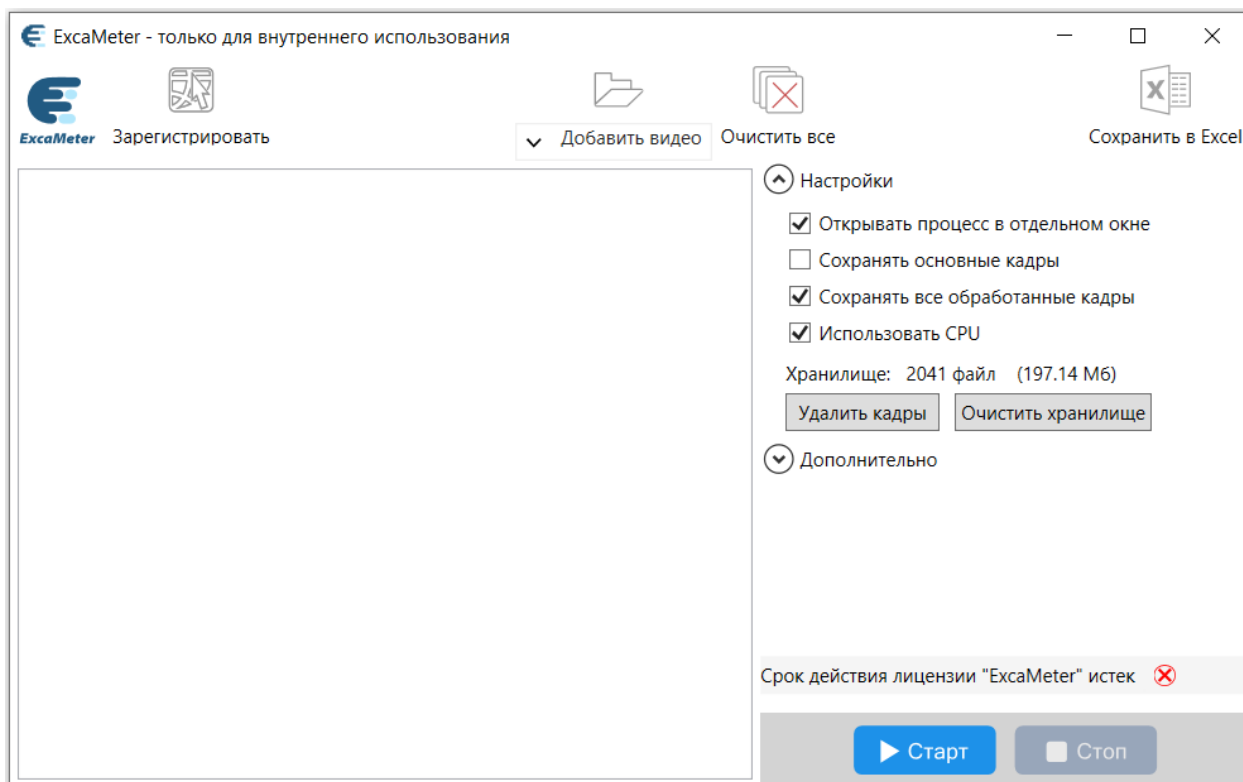 ExcaMeter - только для внутреннего использования
ExcaMeter
Зарегистрировать
Добавить видео
Очистить все
Сохранить в Excel
Настройки
Открывать процесс в отдельном окне
Сохранять основные кадры
Сохранять все обработанные кадры
Использовать CPU
Хранилище: 2041 файл (197.14 Мб)
Удалить кадры
Очистить хранилище
Дополнительно
Срок действия лицензии "ExcaMeter" истек
Старт
Стоп